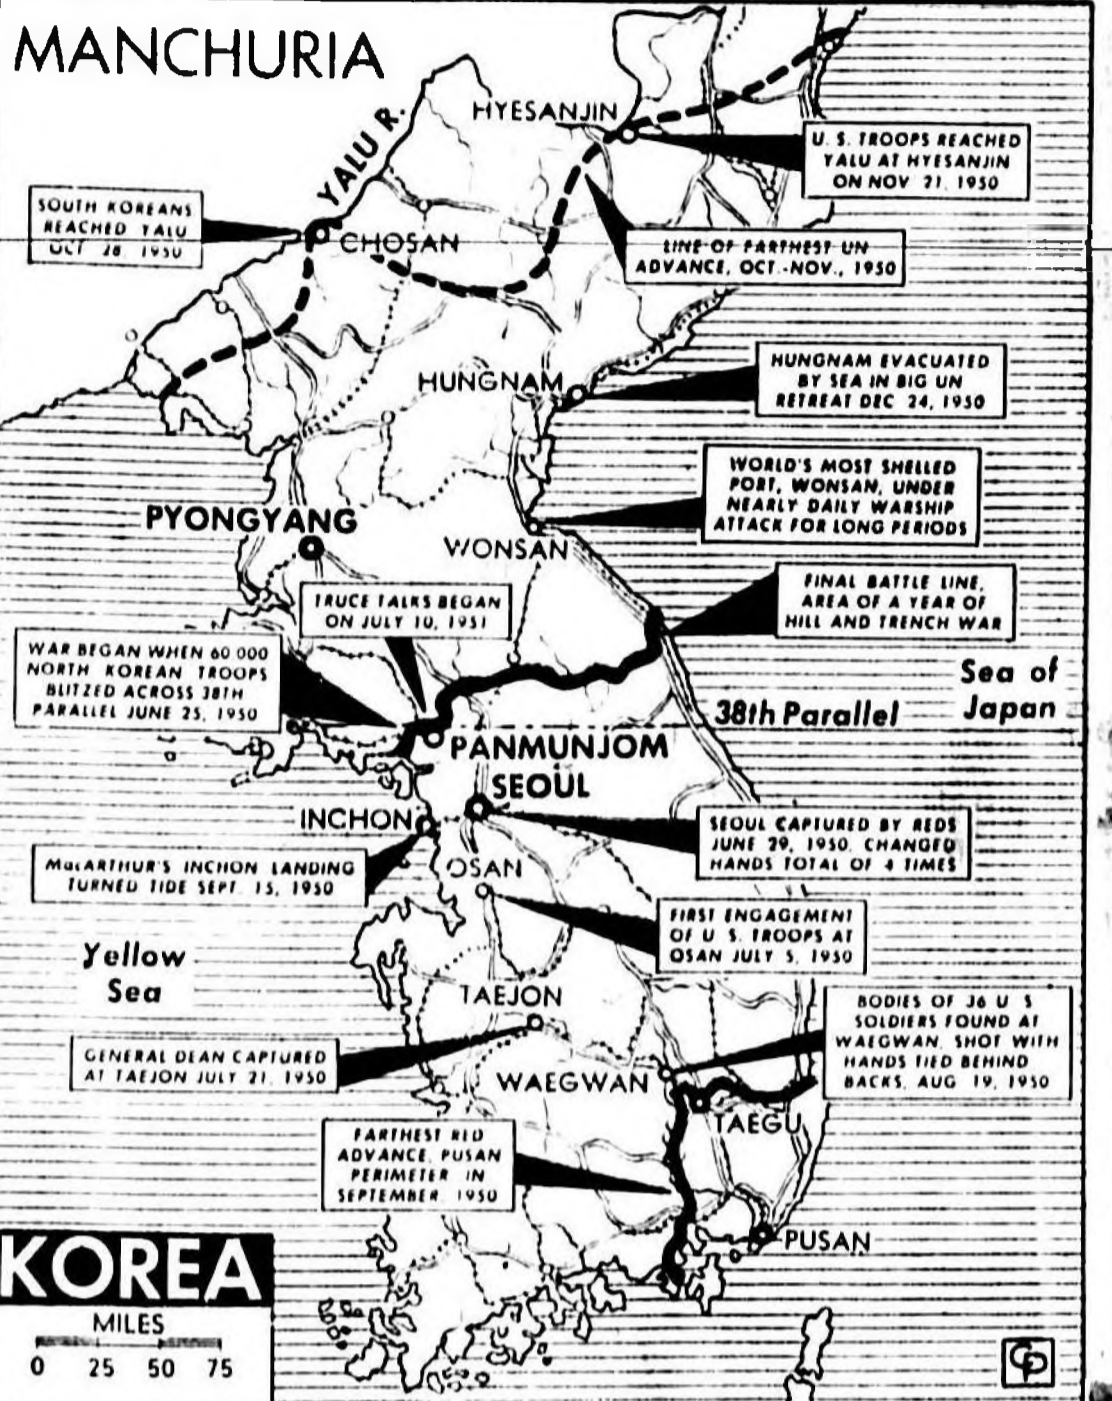 MANCHURIA
HYESANJIN
YALU R.
U. S. TROOPS REACHED
YALU AT HYESANJIN
ON NOV 21, 1950
SOUTH KOREANS
REACHED YALU
OCT 28, 1950
CHOSAN
LINE OF FARTHEST UN
ADVANCE, OCT.-NOV., 1950
HUNGNAM
HUNGNAM EVACUATED
BY SEA IN BIG UN
RETREAT DEC 24, 1950
WORLD'S MOST SHELLED
PORT, WONSAN, UNDER
NEARLY DAILY WARSHIP
ATTACK FOR LONG PERIODS
PYONGYANG
WONSAN
TRUCE TALKS BEGAN
ON JULY 10, 1951
FINAL BATTLE LINE,
AREA OF A YEAR OF
HILL AND TRENCH WAR
WAR BEGAN WHEN 60 000
NORTH KOREAN TROOPS
BLITZED ACROSS 38TH
PARALLEL JUNE 25, 1950
Sea of
Japan
38th Parallel
PANMUNJOM
SEOUL
INCHON
SEOUL CAPTURED BY REDS
JUNE 29, 1950. CHANGED
HANDS TOTAL OF 4 TIMES
MacARTHUR'S INCHON LANDING
TURNED TIDE SEPT. 15, 1950
OSAN
FIRST ENGAGEMENT
OF U S. TROOPS AT
OSAN JULY 5, 1950
Yellow
Sea
TAEJON
BODIES OF 36 U S
SOLDIERS FOUND AT
WAEGWAN, SHOT WITH
HANDS TIED BEHIND
BACKS, AUG 19, 1950
GENERAL DEAN CAPTURED
AT TAEJON JULY 21, 1950
WAEGWAN
TAEGU
FARTHEST RED
ADVANCE, PUSAN
PERIMETER IN
SEPTEMBER, 1950
PUSAN
KOREA
MILES
0 25 50 75
CP